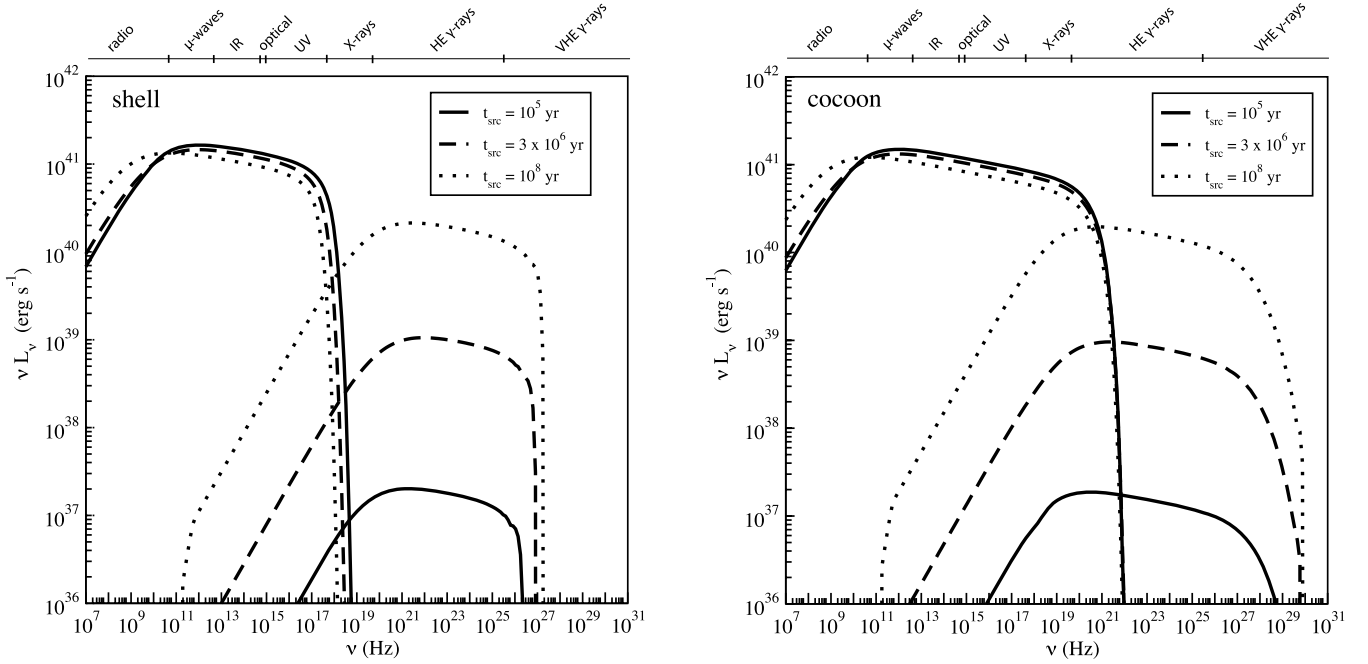 radio μ-waves IR optical UV X-rays HE γ-rays VHE γ-rays
shell
t_src = 10^5 yr
t_src = 3 x 10^6 yr
t_src = 10^8 yr
10^42
10^41
10^40
10^39
10^38
10^37
10^36
ν L_ν (erg s^-1)
10^7 10^9 10^11 10^13 10^15 10^17 10^19 10^21 10^23 10^25 10^27 10^29 10^31
ν (Hz)
radio μ-waves IR optical UV X-rays HE γ-rays VHE γ-rays
cocoon
t_src = 10^5 yr
t_src = 3 x 10^6 yr
t_src = 10^8 yr
10^42
10^41
10^40
10^39
10^38
10^37
10^36
ν L_ν (erg s^-1)
10^7 10^9 10^11 10^13 10^15 10^17 10^19 10^21 10^23 10^25 10^27 10^29 10^31
ν (Hz)